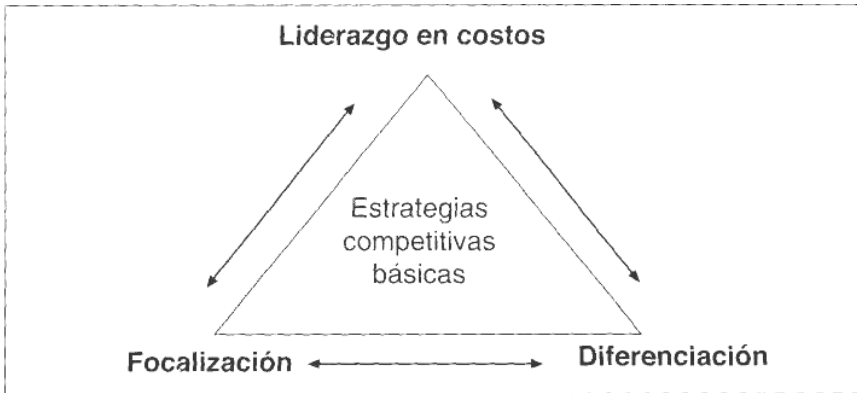 Liderazgo en costos
Estrategias
competitivas
básicas
Focalización
Diferenciación